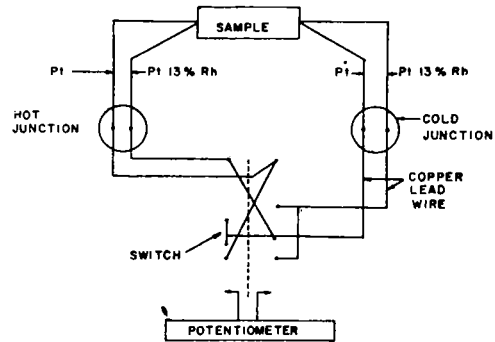 SAMPLE
Pt
Pt 13% Rh
Pt
Pt 13% Rh
HOT
JUNCTION
COLD
JUNCTION
COPPER
LEAD
WIRE
SWITCH
POTENTIOMETER